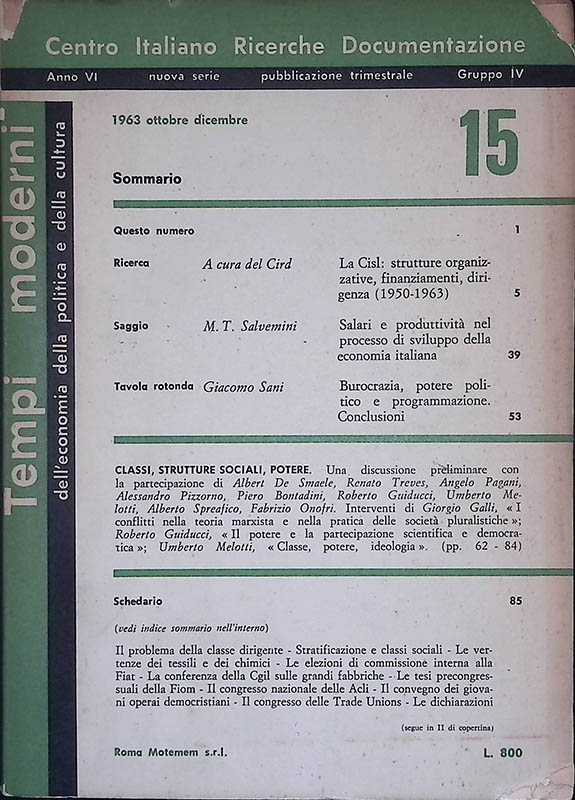 Centro Italiano Ricerche Documentazione
Anno VI nuova serie pubblicazione trimestrale Gruppo IV
Tempi moderni
dell'economia della politica e della cultura
1963 ottobre dicembre
15
Sommario
Questo numero 1
Ricerca A cura del Cird La Cisl: strutture organiz-
zative, finanziamenti, diri-
genza (1950-1963) 5
Saggio M. T. Salvemini Salari e produttività nel
processo di sviluppo della
economia italiana 39
Tavola rotonda Giacomo Sani Burocrazia, potere poli-
tico e programmazione.
Conclusioni 53
CLASSI, STRUTTURE SOCIALI, POTERE. Una discussione preliminare con
la partecipazione di Albert De Smaele, Renato Treves, Angelo Pagani,
Alessandro Pizzorno, Piero Bontadini, Roberto Guiducci, Umberto Me-
lotti, Alberto Spreafico, Fabrizio Onofri. Interventi di Giorgio Galli, « I
conflitti nella teoria marxista e nella pratica delle società pluralistiche »;
Roberto Guiducci, « Il potere e la partecipazione scientifica e democra-
tica »; Umberto Melotti, « Classe, potere, ideologia ». (pp. 62 - 84)
Schedario 85
(vedi indice sommario nell'interno)
Il problema della classe dirigente - Stratificazione e classi sociali - Le ver-
tenze dei tessili e dei chimici - Le elezioni di commissione interna alla
Fiat - La conferenza della Cgil sulle grandi fabbriche - Le tesi precongres-
suali della Fiom - Il congresso nazionale delle Acli - Il convegno dei giova-
ni operai democristiani - Il congresso delle Trade Unions - Le dichiarazioni
(segue in II di copertina)
Roma Motemem s.r.l. L. 800